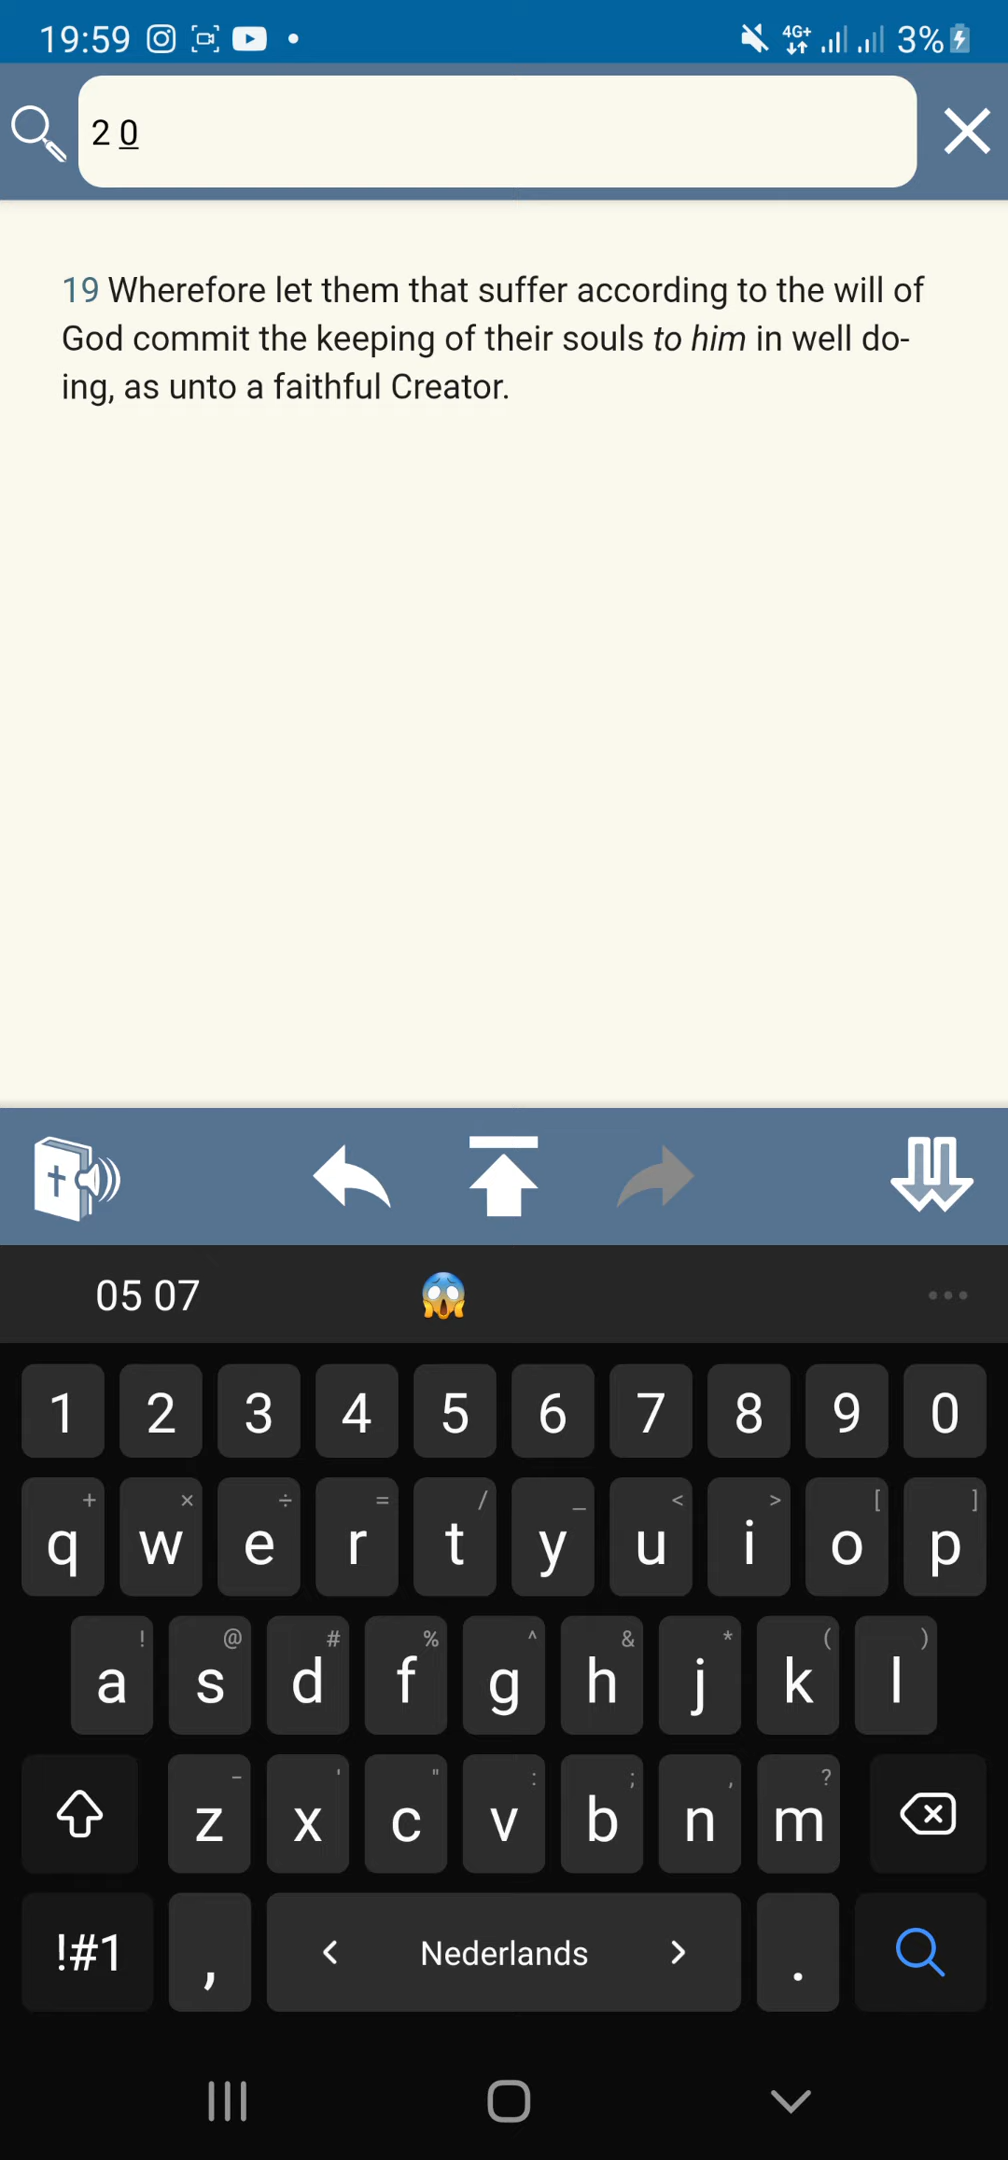 19:59 4G+ 3%
2 0
19 Wherefore let them that suffer according to the will of
God commit the keeping of their souls to him in well do-
ing, as unto a faithful Creator.
05 07 😱 •••
1 2 3 4 5 6 7 8 9 0
+ × ÷ = / _ < > [ ]
q w e r t y u i o p
! @ # % ^ & * ( )
a s d f g h j k l
- ' " : ; , ?
z x c v b n m
!#1 , < Nederlands > .